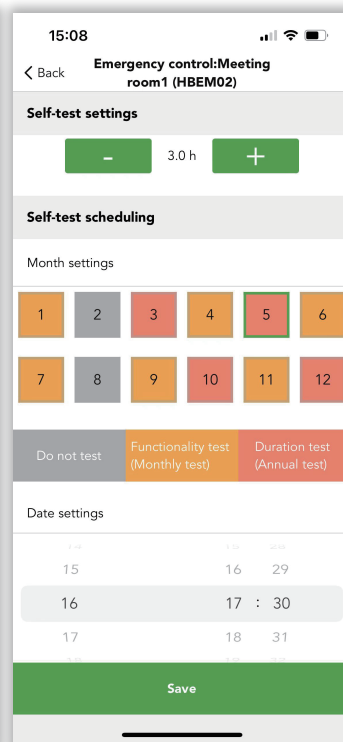 15:08
Back
Emergency control:Meeting
room1 (HBEM02)
Self-test settings
- 3.0 h +
Self-test scheduling
Month settings
1 2 3 4 5 6
7 8 9 10 11 12
Do not test
Functionality test
(Monthly test)
Duration test
(Annual test)
Date settings
15 16 29
16 17 : 30
17 18 31
Save